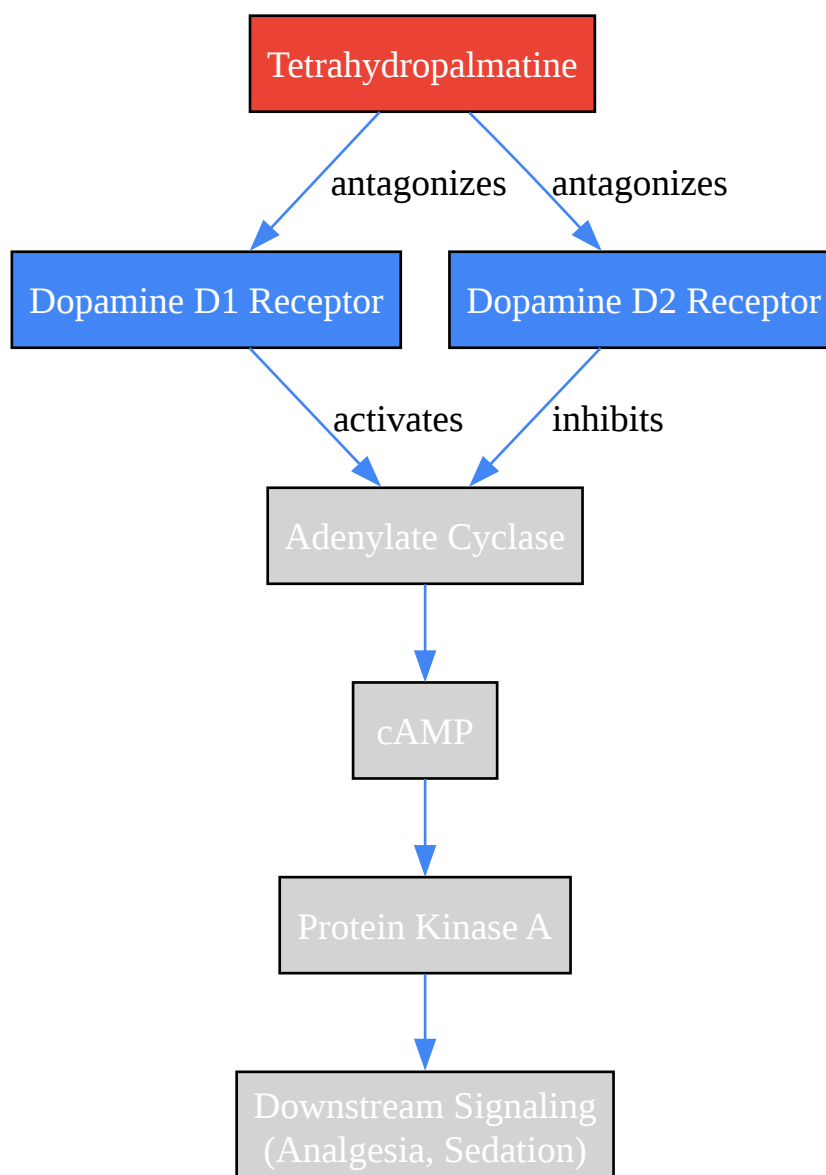 Tetrahydropalmatine
antagonizes
antagonizes
Dopamine D1 Receptor
Dopamine D2 Receptor
activates
inhibits
Adenylate Cyclase
cAMP
Protein Kinase A
Downstream Signaling
(Analgesia, Sedation)